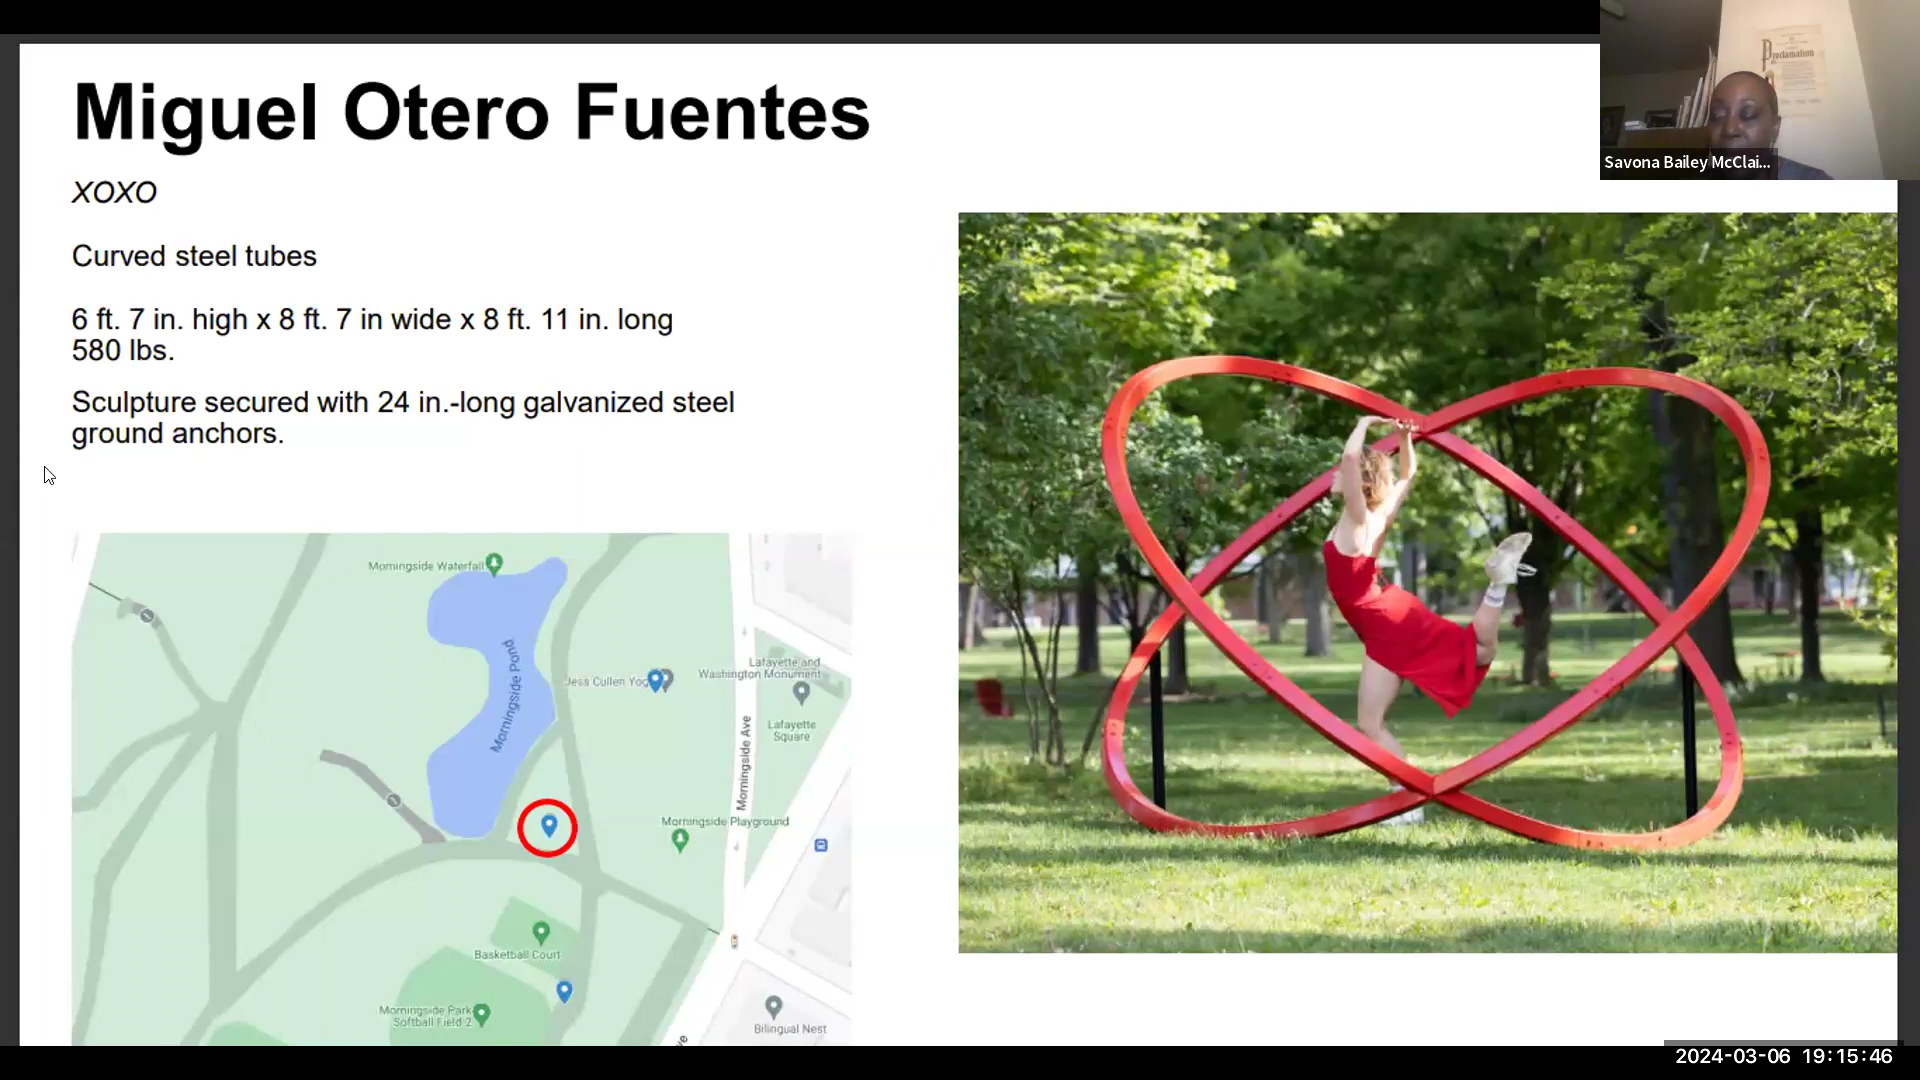 Miguel Otero Fuentes
XOXO
Curved steel tubes
6 ft. 7 in. high x 8 ft. 7 in wide x 8 ft. 11 in. long
580 lbs.
Sculpture secured with 24 in.-long galvanized steel
ground anchors.
Proclamation
Savona Bailey McClai...
Morningside Waterfall
Morningside Pond
Jess Cullen Yog
Lafayette and
Washington Monument
Lafayette
Square
Morningside Ave
Morningside Playground
Basketball Court
Morningside Park
Softball Field 2
Bilingual Nest
ve
2024-03-06 19:15:46